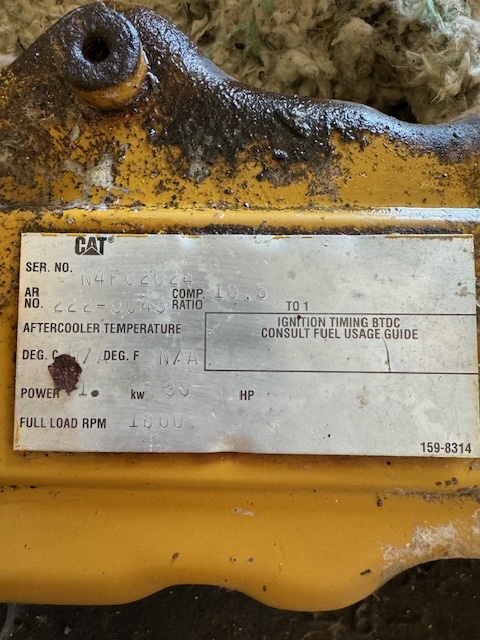 CAT®
SER. NO. N4F02024
AR
NO. COMP
RATIO 10.5 TO 1
AFTERCOOLER TEMPERATURE
IGNITION TIMING BTDC
CONSULT FUEL USAGE GUIDE
DEG. C DEG. F N/A
POWER kw HP
FULL LOAD RPM 1800
159-8314